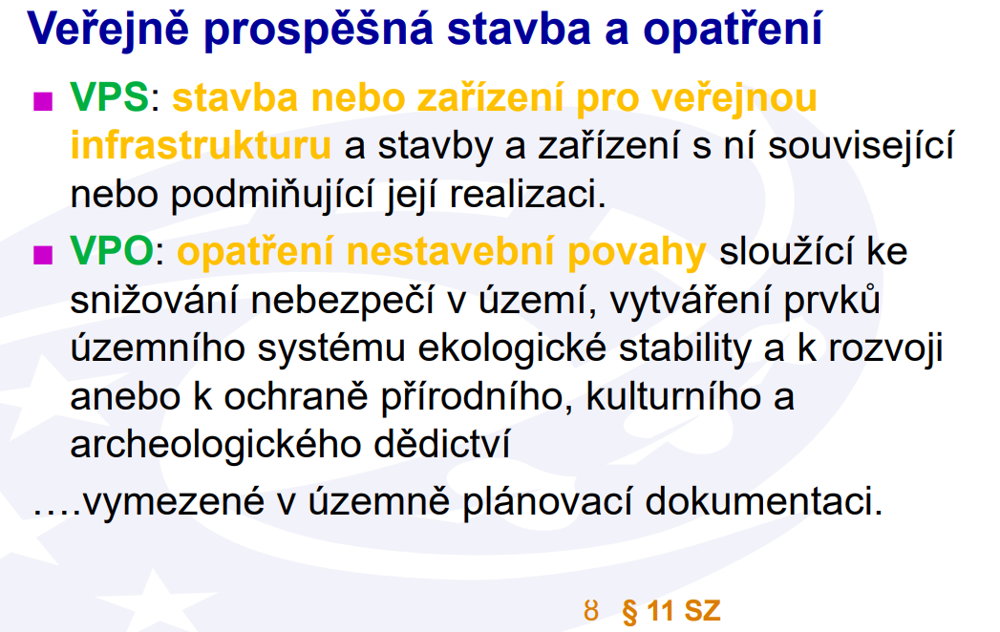 Veřejně prospěšná stavba a opatření
■ VPS: stavba nebo zařízení pro veřejnou
infrastrukturu a stavby a zařízení s ní související
nebo podmiňující její realizaci.
■ VPO: opatření nestavební povahy sloužící ke
snižování nebezpečí v území, vytváření prvků
územního systému ekologické stability a k rozvoji
anebo k ochraně přírodního, kulturního a
archeologického dědictví
….vymezené v územně plánovací dokumentaci.
8 § 11 SZ